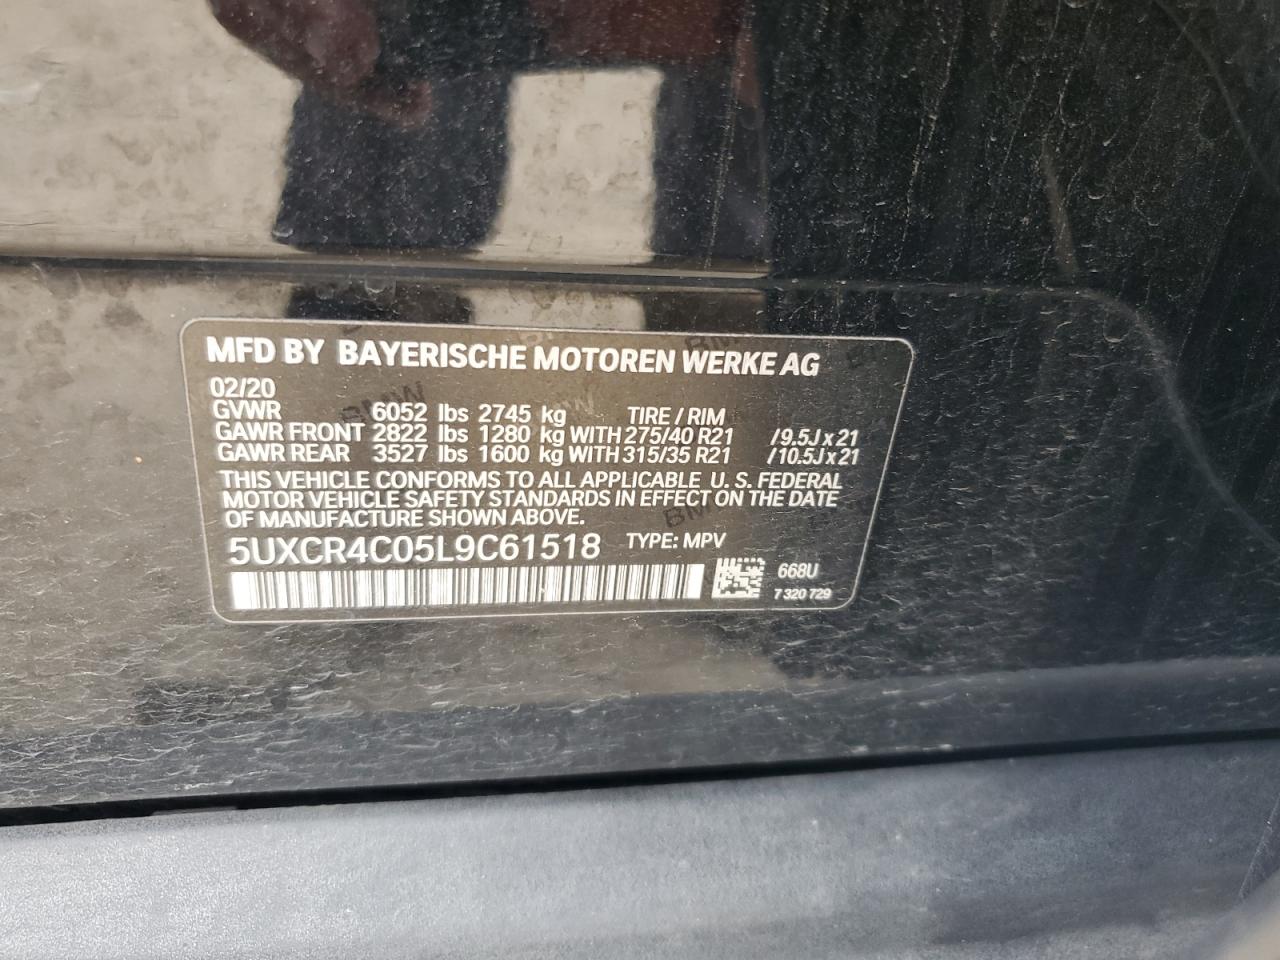 MFD BY BAYERISCHE MOTOREN WERKE AG
02/20
GVWR 6052 lbs 2745 kg TIRE / RIM
GAWR FRONT 2822 lbs 1280 kg WITH 275/40 R21 /9.5J x 21
GAWR REAR 3527 lbs 1600 kg WITH 315/35 R21 /10.5J x 21
THIS VEHICLE CONFORMS TO ALL APPLICABLE U. S. FEDERAL
MOTOR VEHICLE SAFETY STANDARDS IN EFFECT ON THE DATE
OF MANUFACTURE SHOWN ABOVE.
5UXCR4C05L9C61518 TYPE: MPV
668U
7 320 729